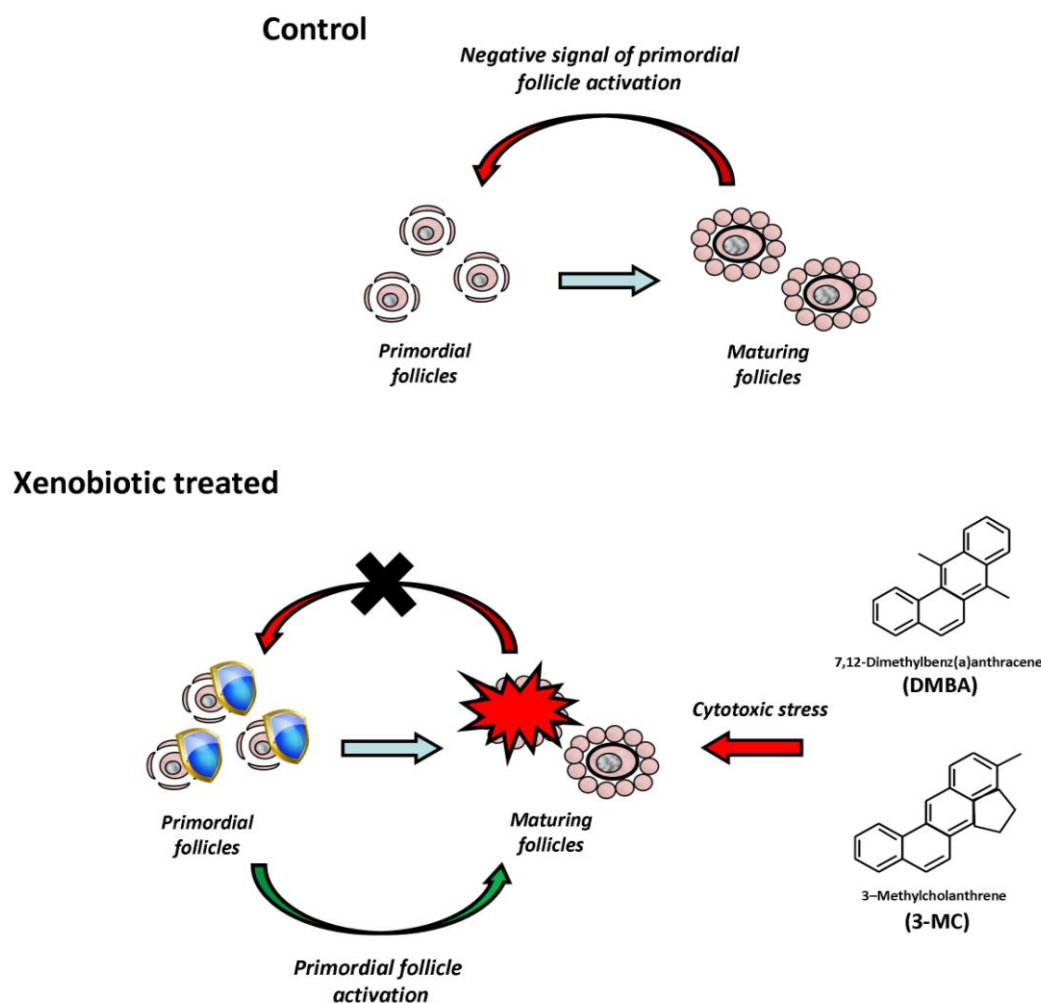 Control
Negative signal of primordial
follicle activation
Primordial
follicles
Maturing
follicles
Xenobiotic treated
7,12-Dimethylbenz(a)anthracene
(DMBA)
Cytotoxic stress
Primordial
follicles
Maturing
follicles
3–Methylcholanthrene
(3-MC)
Primordial follicle
activation